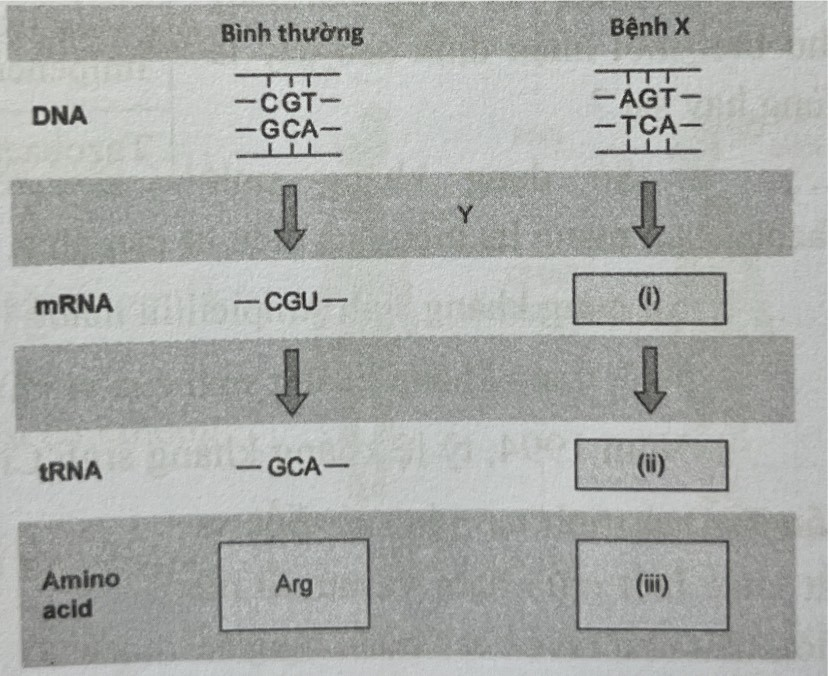 Bình thường
Bệnh X
DNA
—CGT—
—GCA—
—AGT—
—TCA—
Y
mRNA
—CGU—
(i)
tRNA
—GCA—
(ii)
Amino
acid
Arg
(iii)